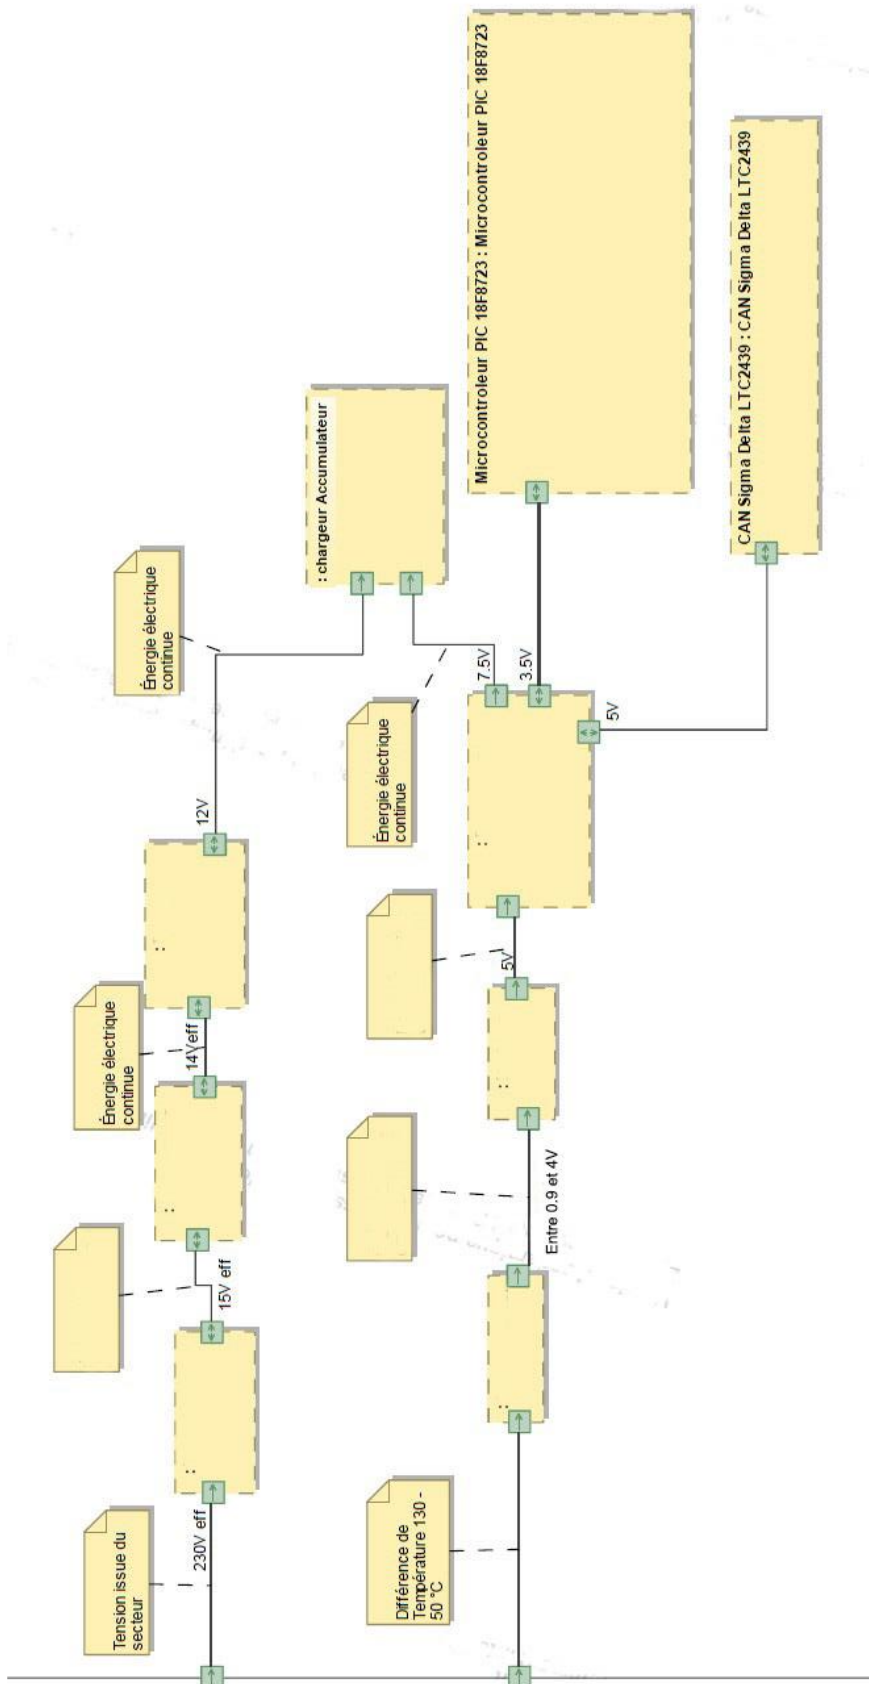 Tension issue du
secteur
230V eff
:
15V eff
:
Énergie électrique
continue
14V eff
:
12V
Énergie électrique
continue
: chargeur Accumulateur
Différence de
Température 130 -
50 °C
:
Entre 0.9 et 4V
:
5V
:
Énergie électrique
continue
7.5V
3.5V
5V
Microcontroleur PIC 18F8723 : Microcontroleur PIC 18F8723
CAN Sigma Delta LTC2439 : CAN Sigma Delta LTC2439